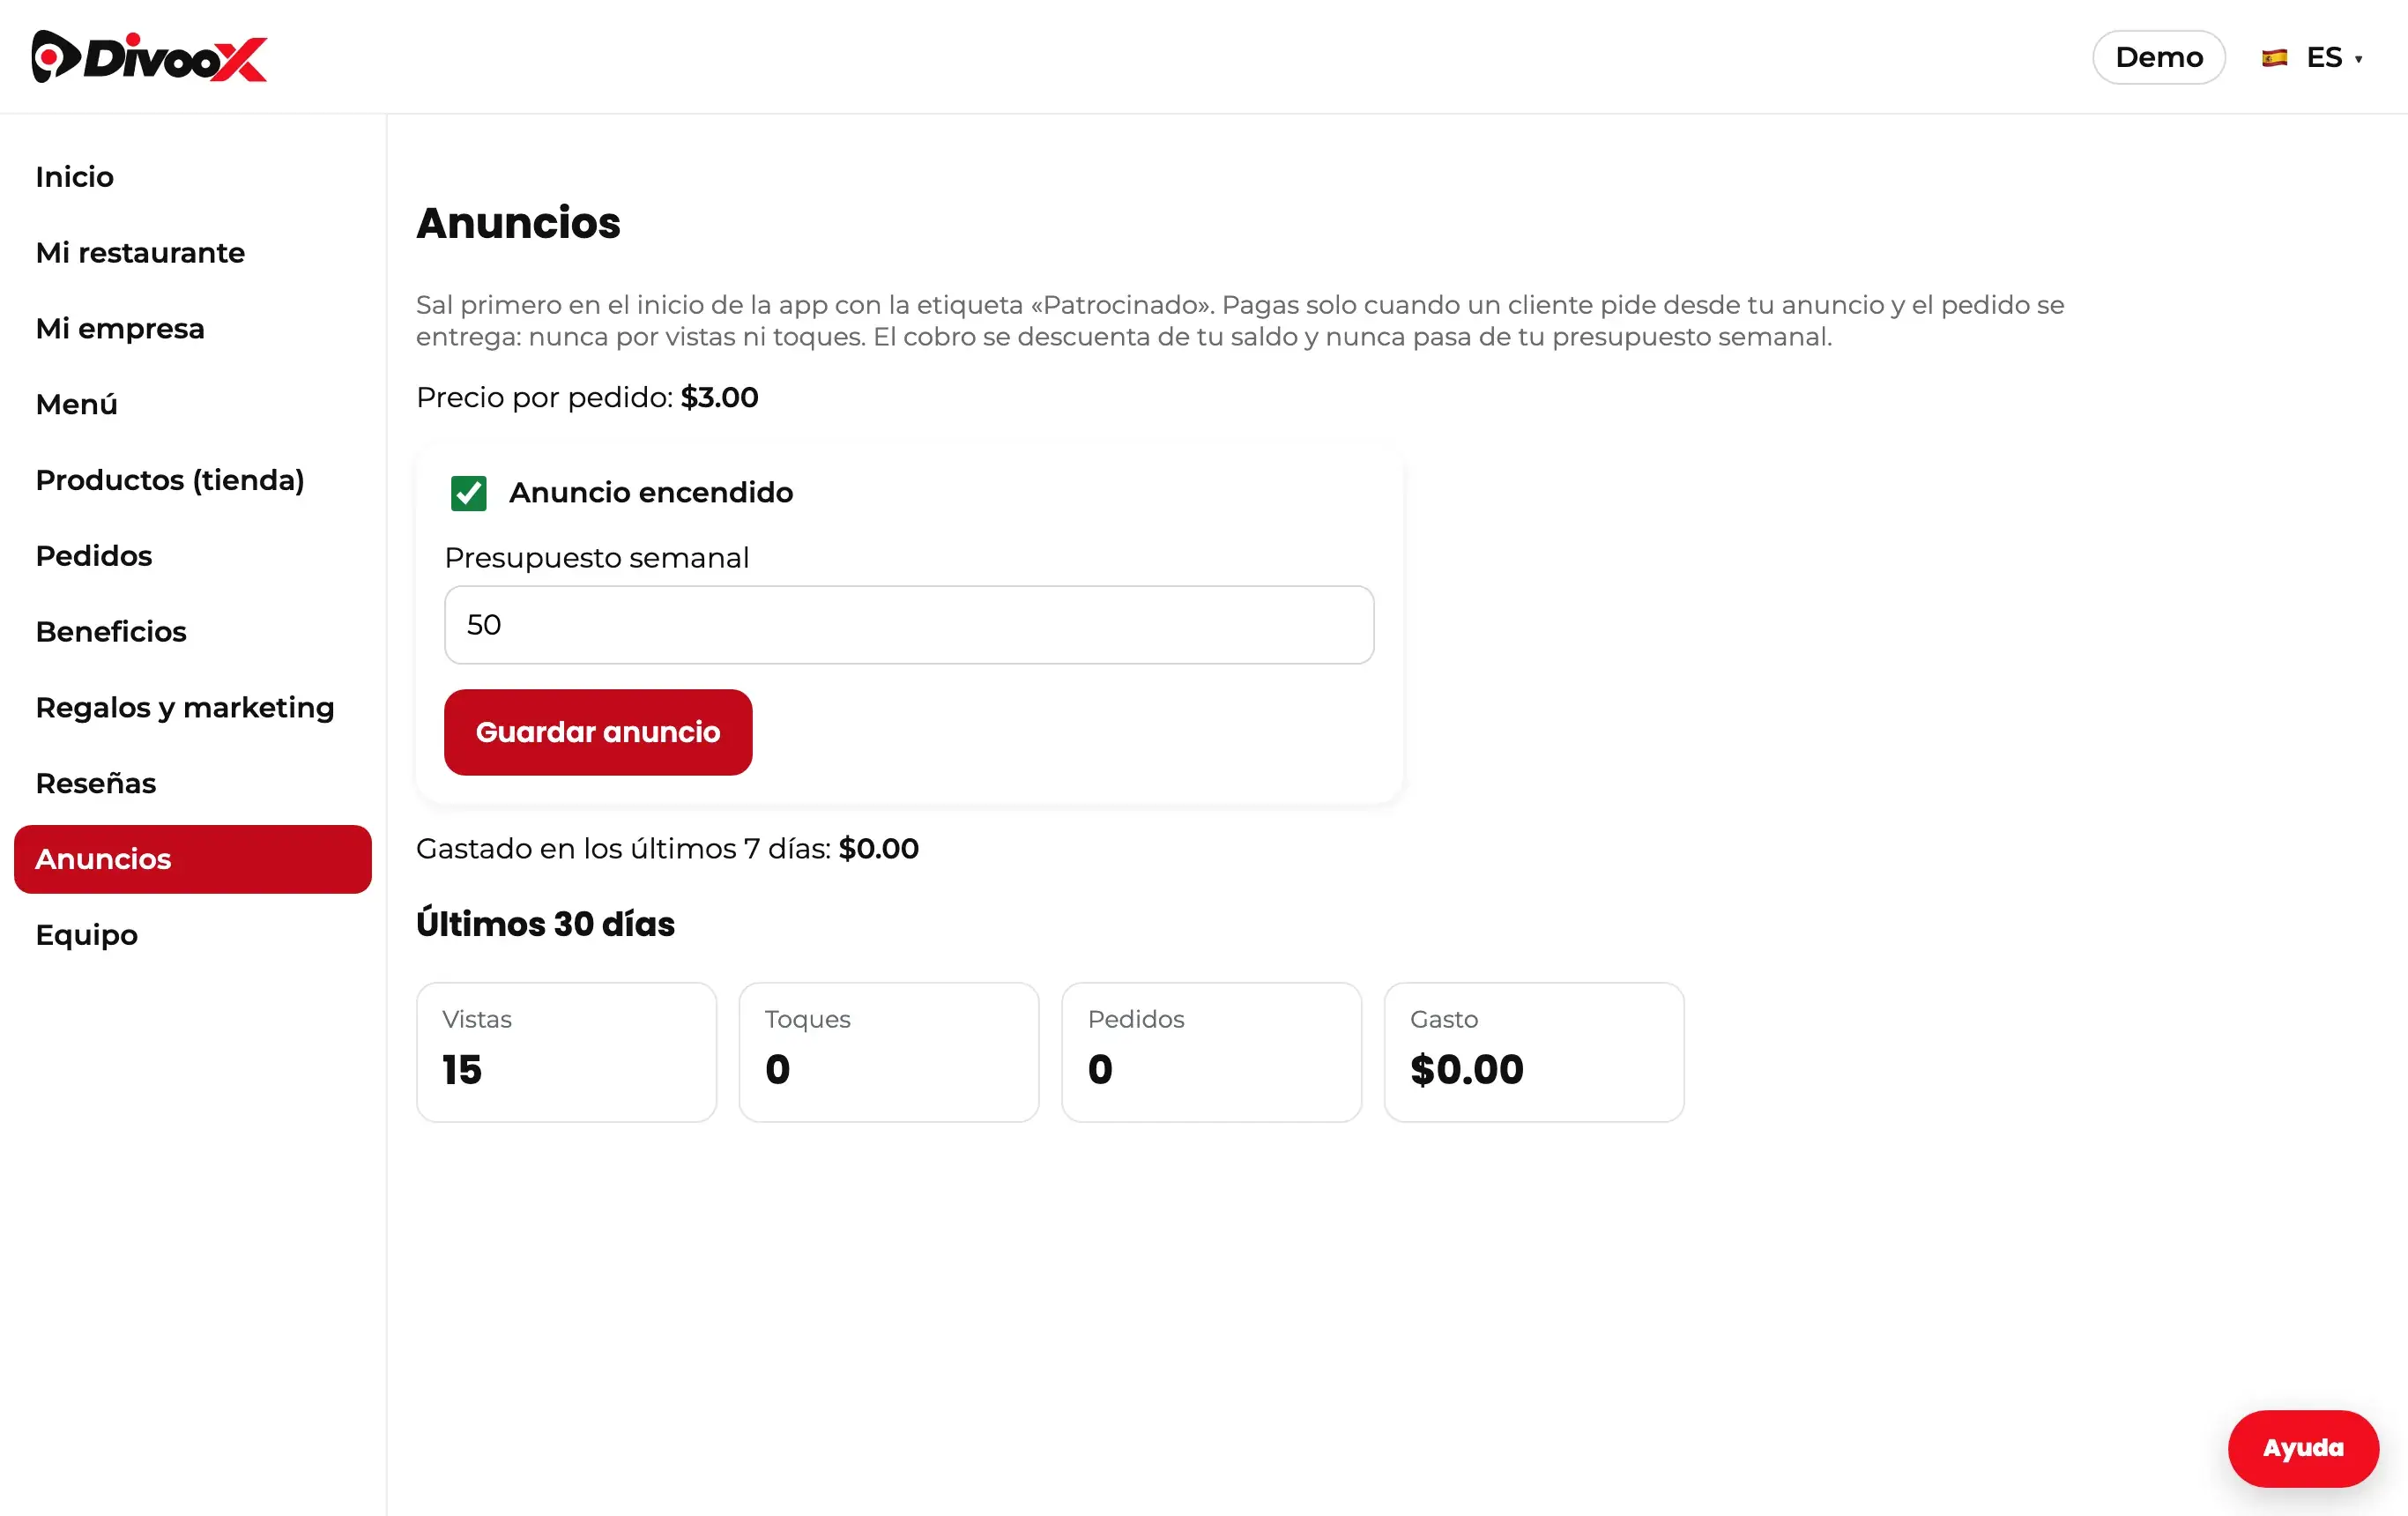 DivooX
Demo
ES
Inicio
Mi restaurante
Mi empresa
Menú
Productos (tienda)
Pedidos
Beneficios
Regalos y marketing
Reseñas
Anuncios
Equipo
Anuncios
Sal primero en el inicio de la app con la etiqueta «Patrocinado». Pagas solo cuando un cliente pide desde tu anuncio y el pedido se
entrega: nunca por vistas ni toques. El cobro se descuenta de tu saldo y nunca pasa de tu presupuesto semanal.
Precio por pedido: $3.00
Anuncio encendido
Presupuesto semanal
50
Guardar anuncio
Gastado en los últimos 7 días: $0.00
Últimos 30 días
Vistas
15
Toques
0
Pedidos
0
Gasto
$0.00
Ayuda